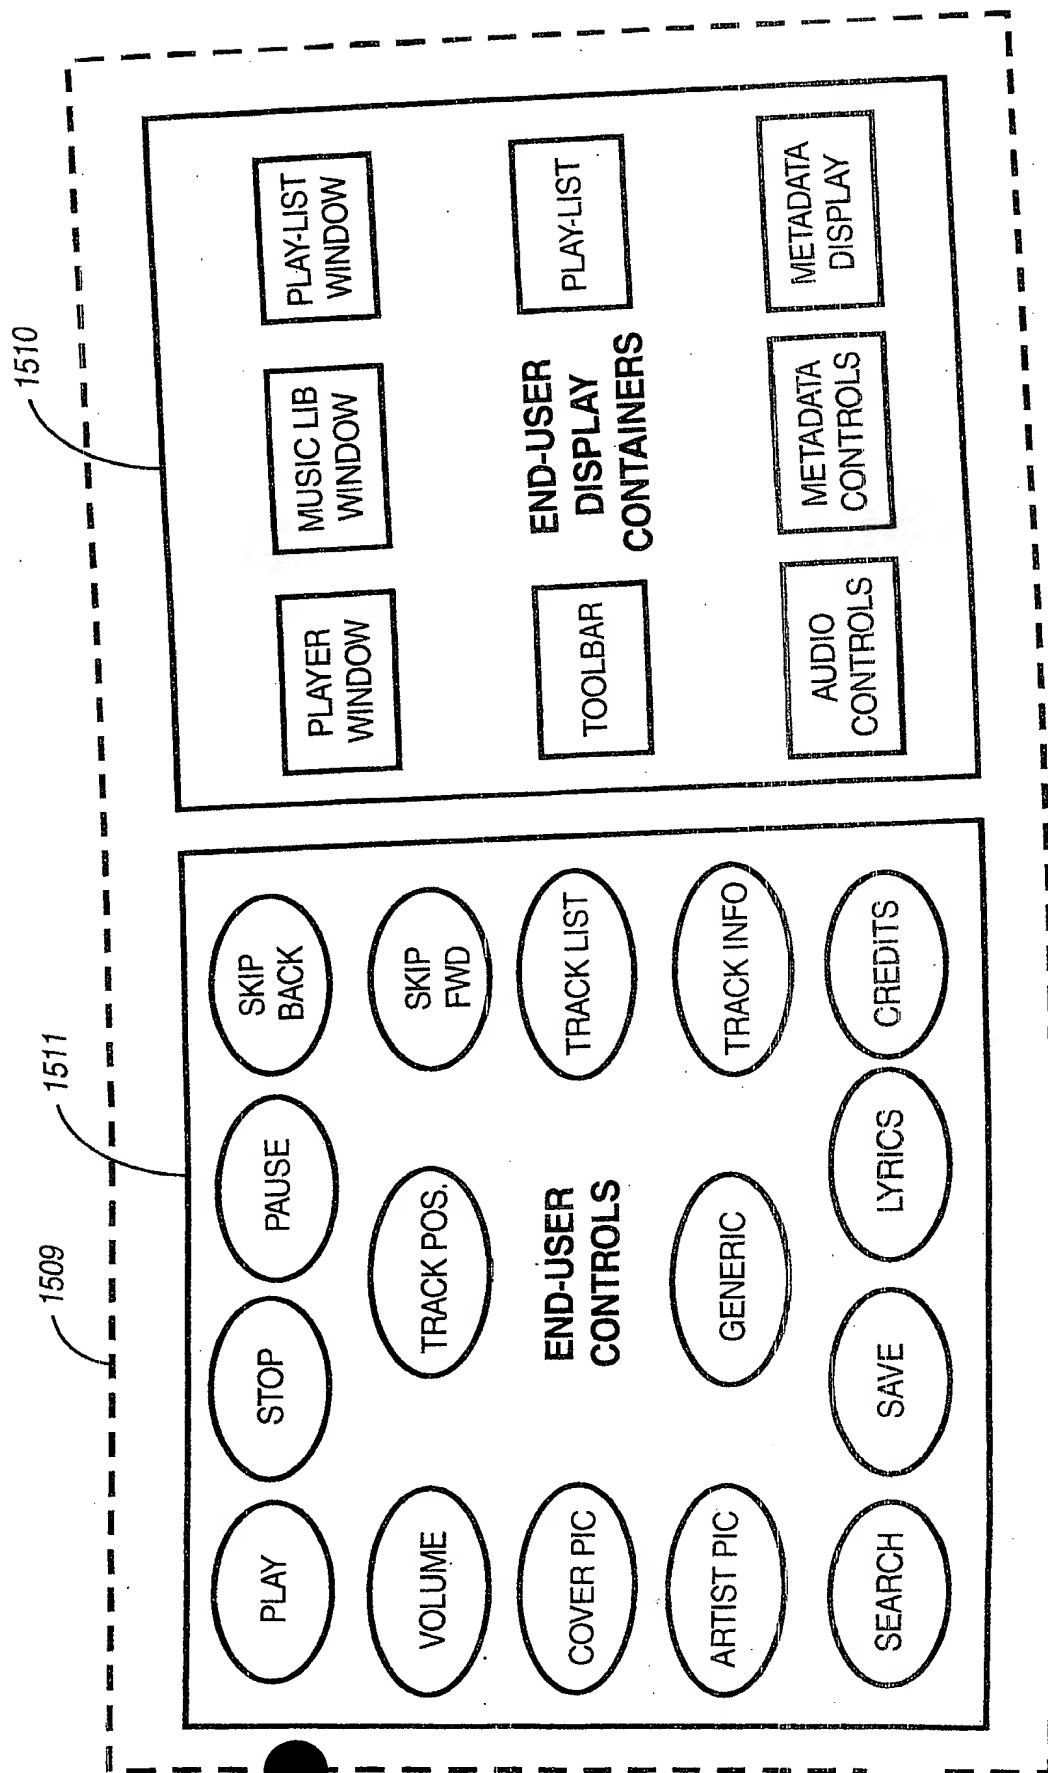 1509
1511
1510
PLAY
STOP
PAUSE
SKIP
BACK
VOLUME
TRACK POS.
SKIP
FWD
COVER PIC
END-USER
CONTROLS
TRACK LIST
ARTIST PIC
GENERIC
TRACK INFO
SEARCH
SAVE
LYRICS
CREDITS
PLAYER
WINDOW
MUSIC LIB
WINDOW
PLAY-LIST
WINDOW
TOOLBAR
END-USER
DISPLAY
CONTAINERS
PLAY-LIST
AUDIO
CONTROLS
METADATA
CONTROLS
METADATA
DISPLAY